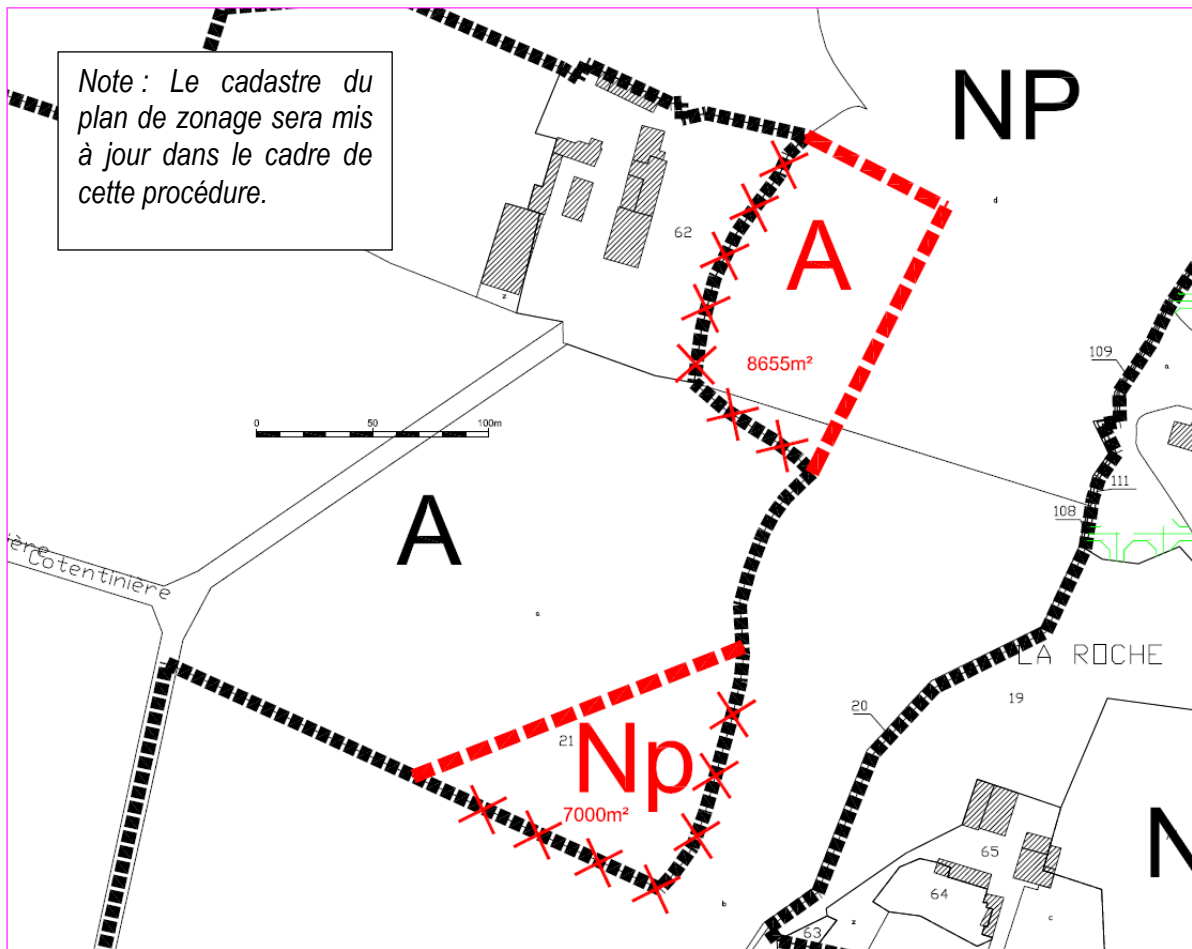 Note : Le cadastre du
plan de zonage sera mis
à jour dans le cadre de
cette procédure.
NP
d
62
A
z
8655m²
109
a
0 50 100m
111
108
A
ère
Cotentinière
a
LA ROCHE
19
20
21
Np
7000m²
N
65
64
b
z
c
63